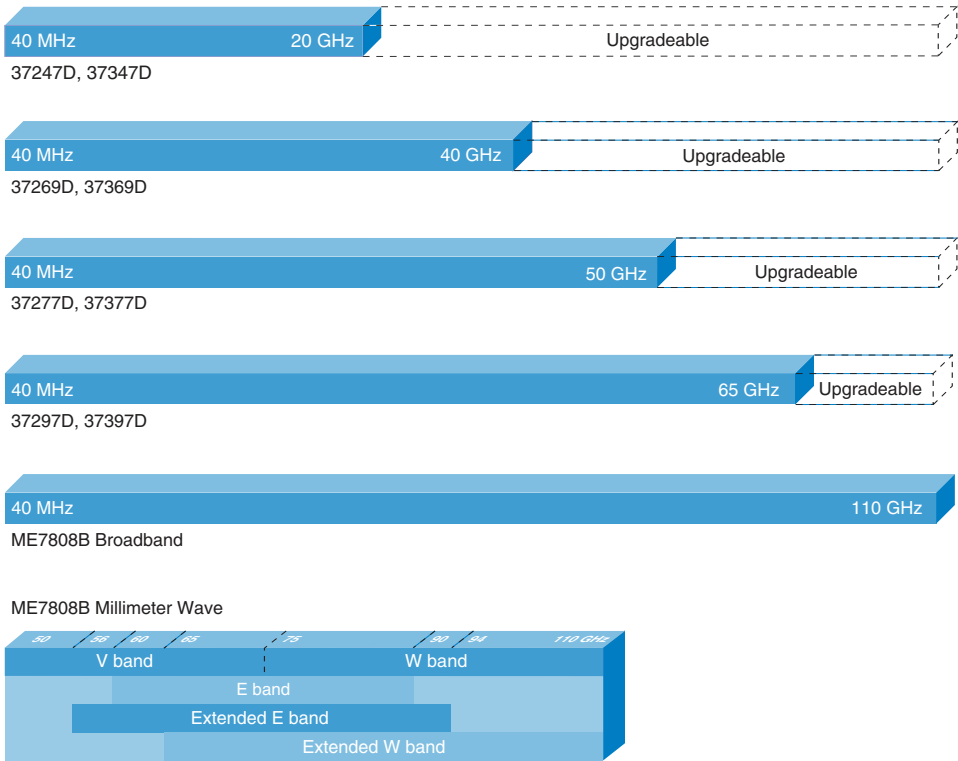 40 MHz 20 GHz Upgradeable
37247D, 37347D
40 MHz 40 GHz Upgradeable
37269D, 37369D
40 MHz 50 GHz Upgradeable
37277D, 37377D
40 MHz 65 GHz Upgradeable
37297D, 37397D
40 MHz 110 GHz
ME7808B Broadband
ME7808B Millimeter Wave
50 56 60 65 75 90 94 110 GHz
V band W band
E band
Extended E band
Extended W band